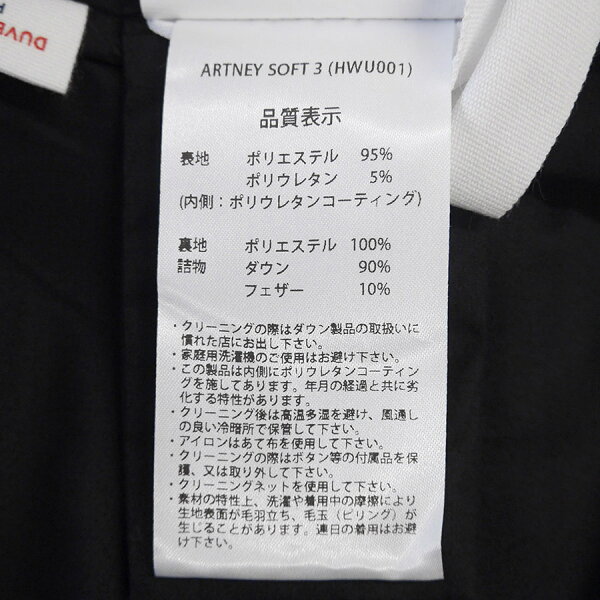 DUVE
ARTNEY SOFT 3 (HWU001)
品質表示
表地 ポリエステル 95%
ポリウレタン 5%
(内側：ポリウレタンコーティング)
裏地 ポリエステル 100%
詰物 ダウン 90%
フェザー 10%
・クリーニングの際はダウン製品の取扱いに
慣れた店にお出し下さい。
・家庭用洗濯機のご使用はお避け下さい。
・この製品は内側にポリウレタンコーティン
グを施してあります。年月の経過と共に劣
化する特性があります。
・クリーニング後は高温多湿を避け、風通し
の良い冷暗所で保管して下さい。
・アイロンはあて布を使用して下さい。
・クリーニングの際はボタン等の付属品を保
護、又は取り外して下さい。
・クリーニングネットを使用して下さい。
・素材の特性上、洗濯や着用中の摩擦により
生地表面が毛羽立ち、毛玉（ピリング）が
生じることがあります。連日の着用はお避
け下さい。